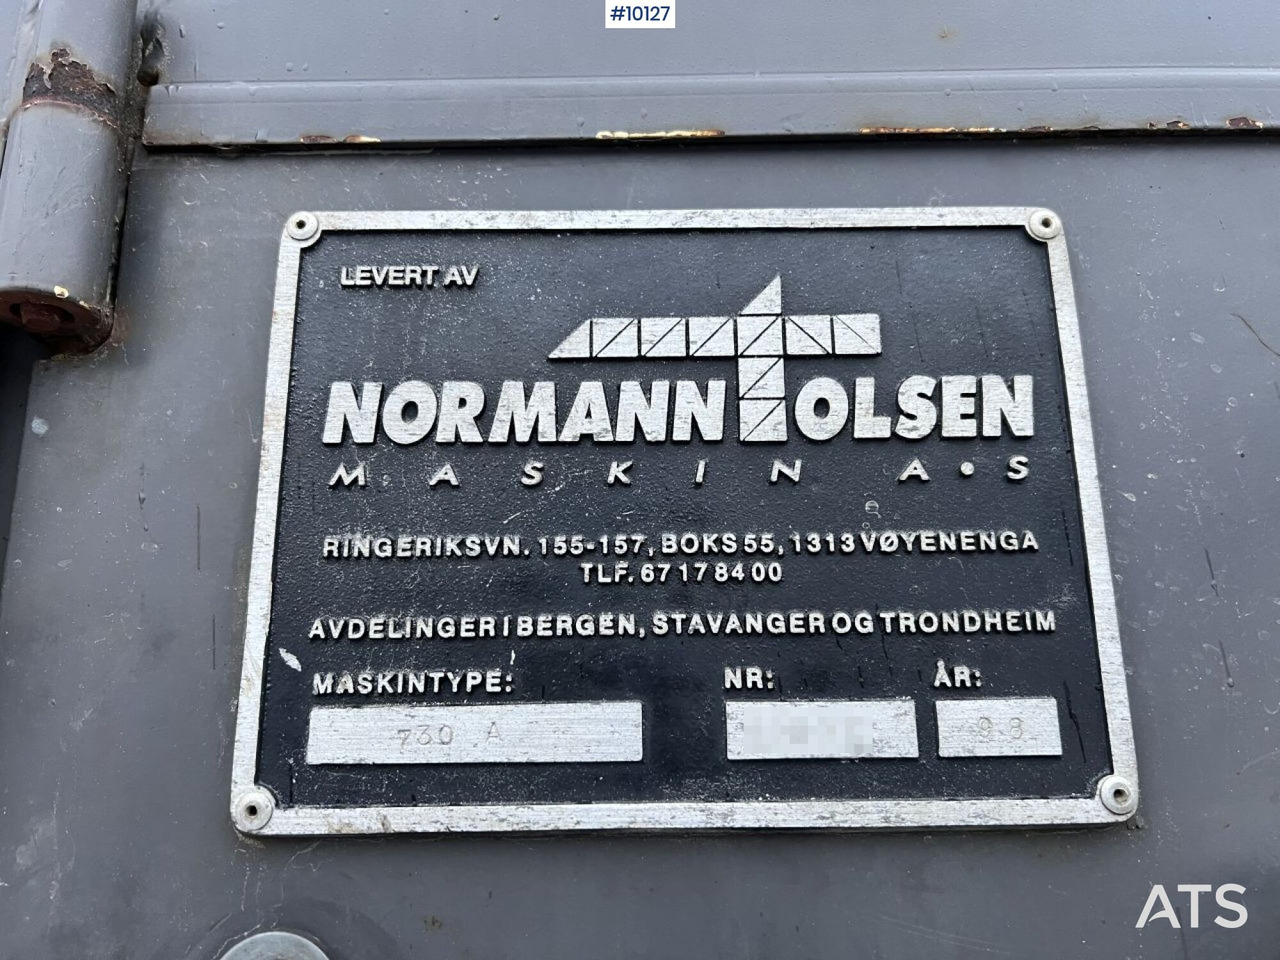 #10127
LEVERT AV
NORMANN OLSEN
MASKIN A·S
RINGERIKSVN. 155-157, BOKS 55, 1313 VØYENENGA
TLF. 67 17 84 00
AVDELINGER I BERGEN, STAVANGER OG TRONDHEIM
MASKINTYPE: NR: ÅR:
730 A 98
ATS